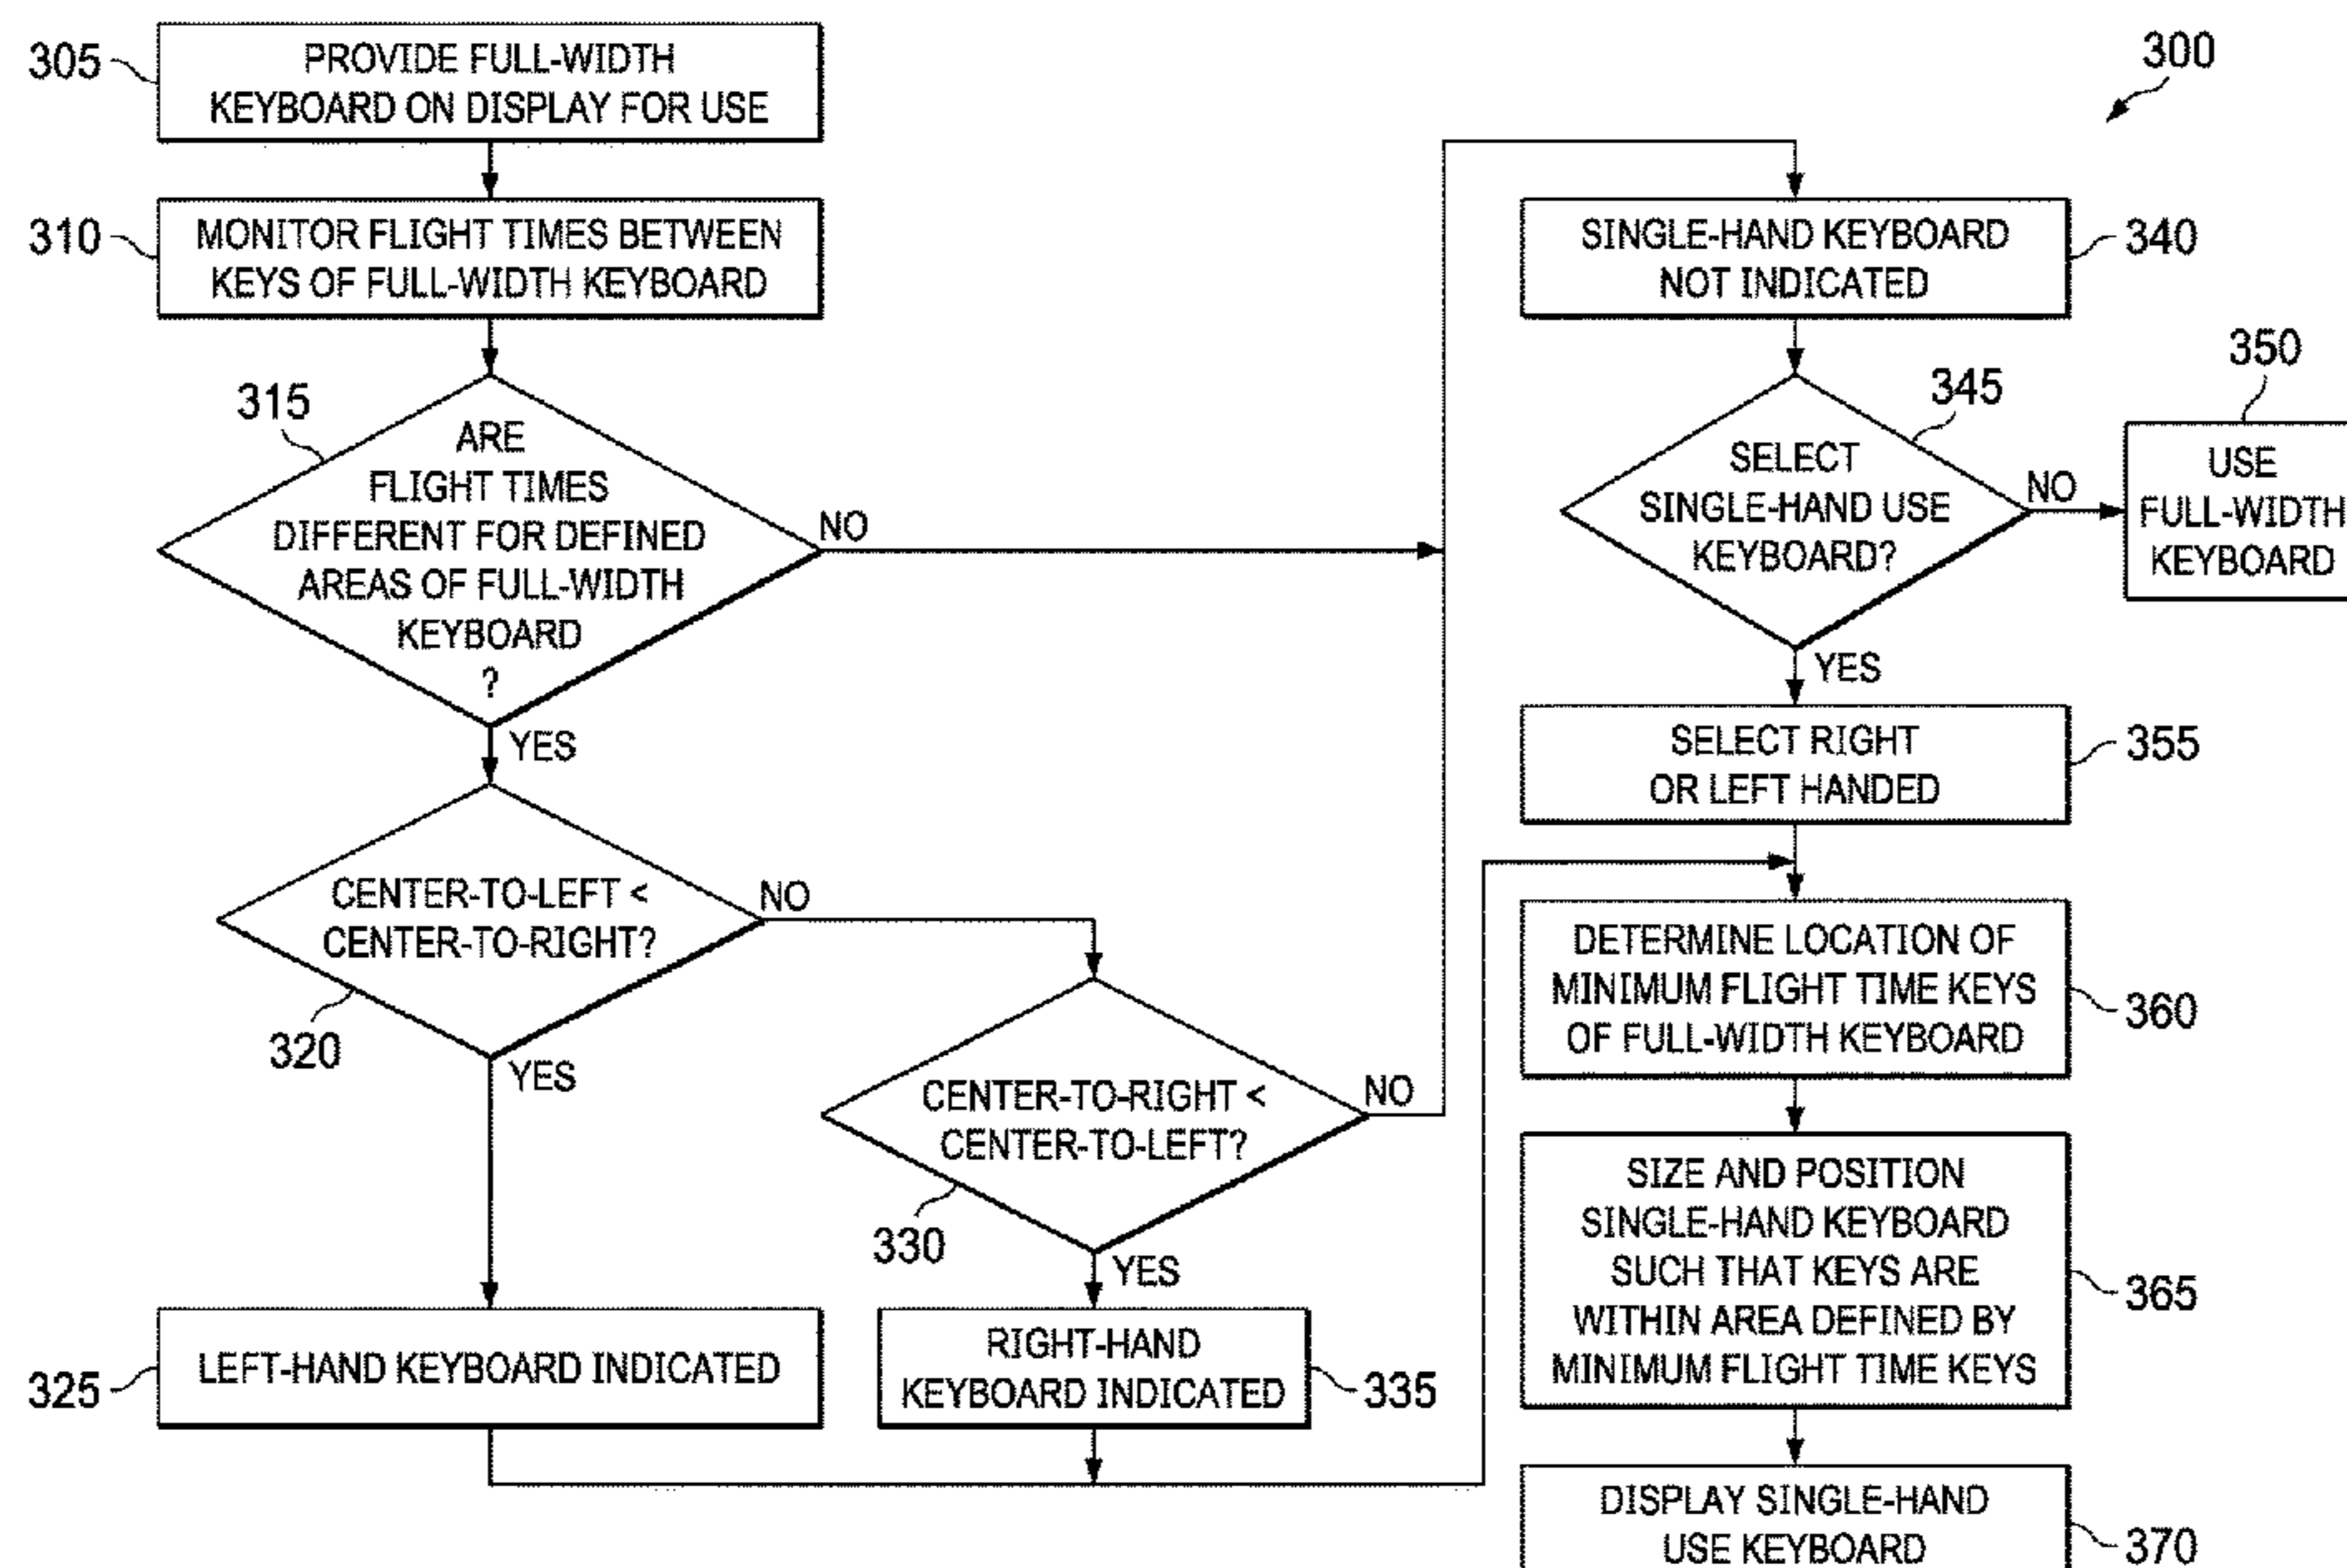 305
PROVIDE FULL-WIDTH
KEYBOARD ON DISPLAY FOR USE
310
MONITOR FLIGHT TIMES BETWEEN
KEYS OF FULL-WIDTH KEYBOARD
315
ARE
FLIGHT TIMES
DIFFERENT FOR DEFINED
AREAS OF FULL-WIDTH
KEYBOARD
?
NO
YES
CENTER-TO-LEFT <
CENTER-TO-RIGHT?
NO
320
YES
325
LEFT-HAND KEYBOARD INDICATED
CENTER-TO-RIGHT <
CENTER-TO-LEFT?
NO
330
YES
RIGHT-HAND
KEYBOARD INDICATED
335
300
SINGLE-HAND KEYBOARD
NOT INDICATED
340
345
SELECT
SINGLE-HAND USE
KEYBOARD?
NO
350
USE
FULL-WIDTH
KEYBOARD
YES
SELECT RIGHT
OR LEFT HANDED
355
DETERMINE LOCATION OF
MINIMUM FLIGHT TIME KEYS
OF FULL-WIDTH KEYBOARD
360
SIZE AND POSITION
SINGLE-HAND KEYBOARD
SUCH THAT KEYS ARE
WITHIN AREA DEFINED BY
MINIMUM FLIGHT TIME KEYS
365
DISPLAY SINGLE-HAND
USE KEYBOARD
370